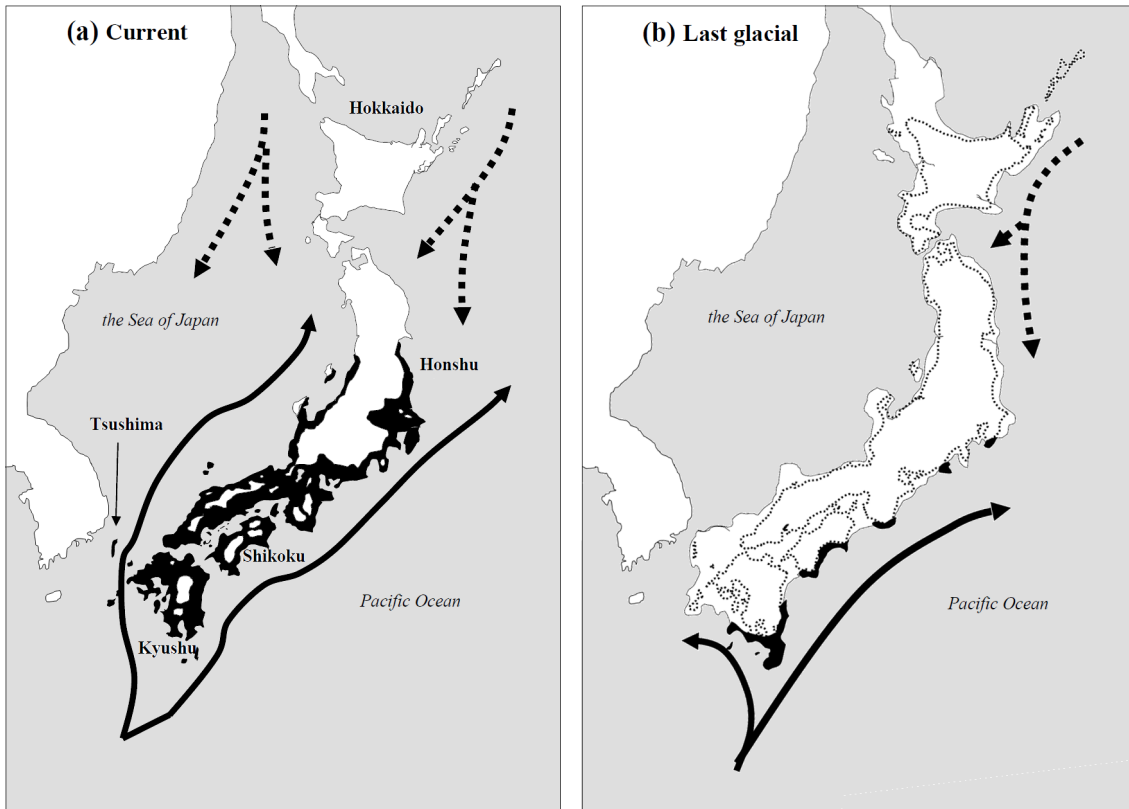 (a) Current
Hokkaido
the Sea of Japan
Honshu
Tsushima
Shikoku
Pacific Ocean
Kyushu
(b) Last glacial
the Sea of Japan
Pacific Ocean